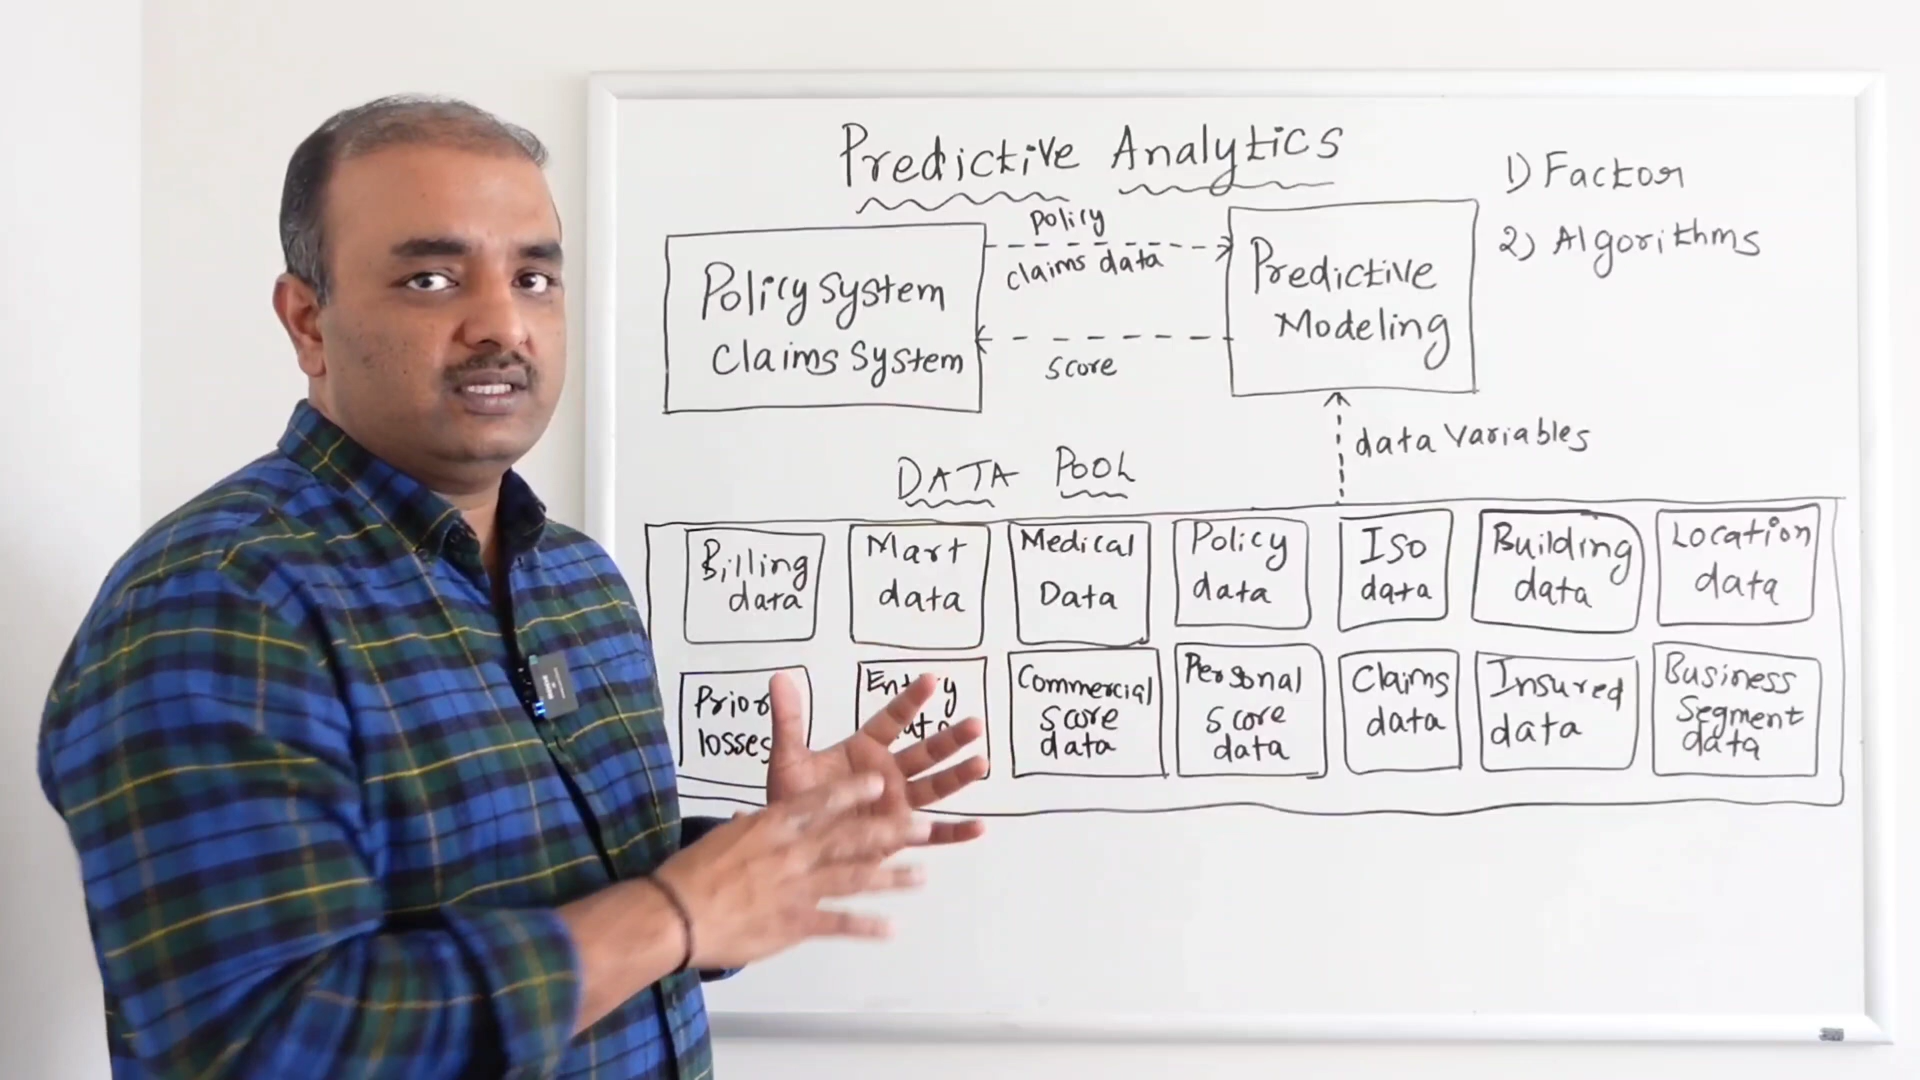 Predictive Analytics
1) Factor
2) Algorithms
Policy System
Claims System
Policy
claims data
score
Predictive
Modeling
data variables
DATA POOL
Billing
data
Mart
data
Medical
Data
Policy
data
ISO
data
Building
data
Location
data
Prior
losses
Commercial
score
data
Personal
score
data
Claims
data
Insured
data
Business
Segment
data